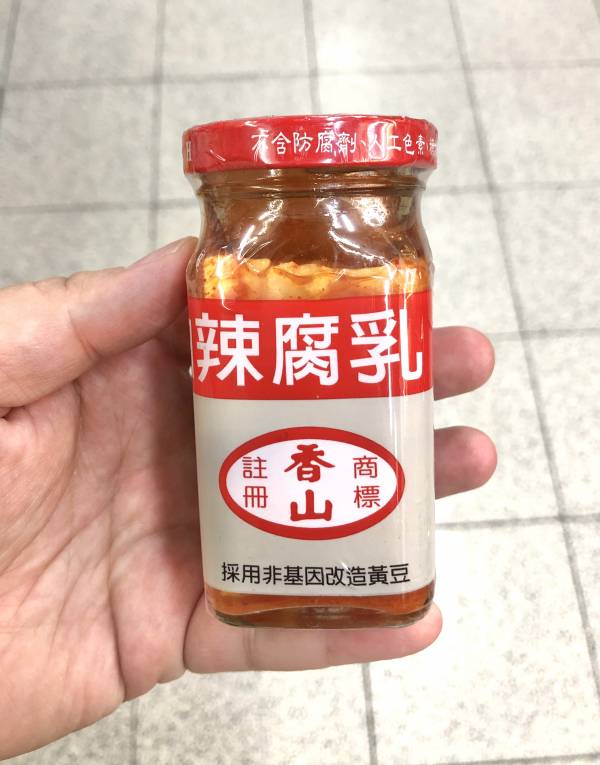 不含防腐劑、人工色素
辣腐乳
註冊 香山 商標
採用非基因改造黃豆